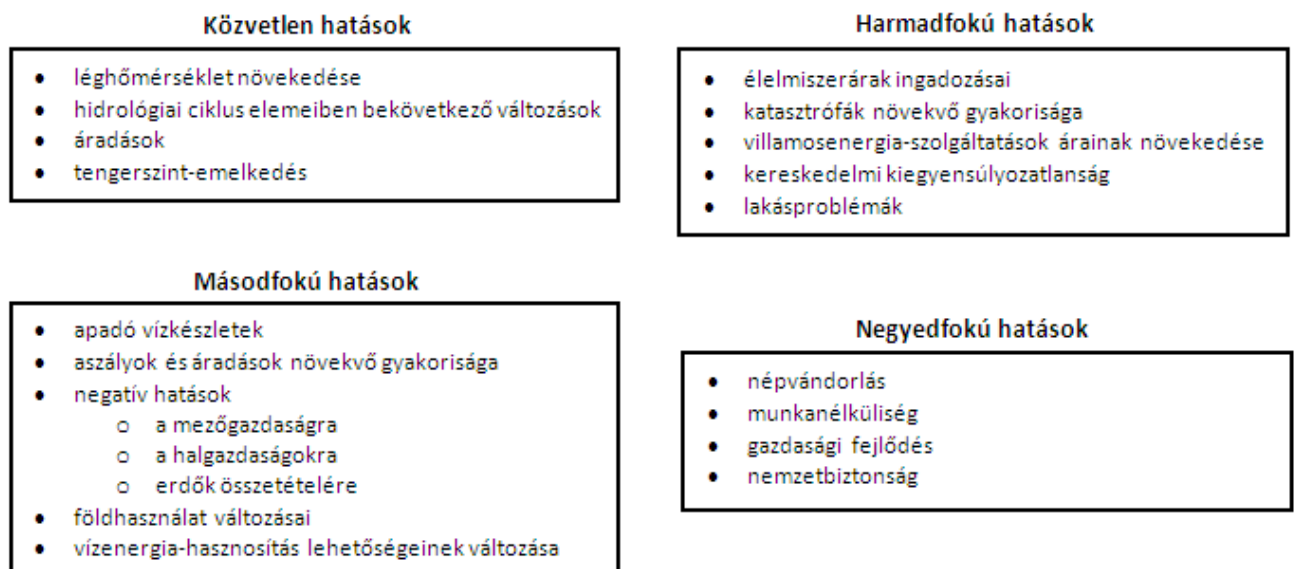 Közvetlen hatások
• léghőmérséklet növekedése
• hidrológiai ciklus elemeiben bekövetkező változások
• áradások
• tengerszint-emelkedés
Másodfokú hatások
• apadó vízkészletek
• aszályok és áradások növekvő gyakorisága
• negatív hatások
o a mezőgazdaságra
o a halgazdaságokra
o erdők összetételére
• földhasználat változásai
• vízenergia-hasznosítás lehetőségeinek változása
Harmadfokú hatások
• élelmiszerárak ingadozásai
• katasztrófák növekvő gyakorisága
• villamosenergia-szolgáltatások árainak növekedése
• kereskedelmi kiegyensúlyozatlanság
• lakásproblémák
Negyedfokú hatások
• népvándorlás
• munkanélküliség
• gazdasági fejlődés
• nemzetbiztonság